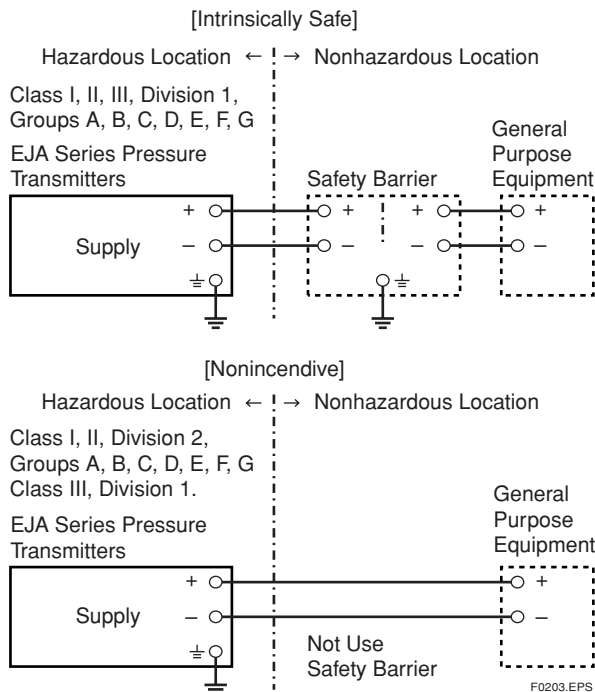 [Intrinsically Safe]
Hazardous Location ← → Nonhazardous Location
Class I, II, III, Division 1,
Groups A, B, C, D, E, F, G
EJA Series Pressure
Transmitters
Safety Barrier
General
Purpose
Equipment
+ + + +
Supply
– – – –
[Nonincendive]
Hazardous Location ← → Nonhazardous Location
Class I, II, Division 2,
Groups A, B, C, D, E, F, G
Class III, Division 1.
EJA Series Pressure
Transmitters
General
Purpose
Equipment
+ +
Supply
– –
Not Use
Safety Barrier
F0203.EPS